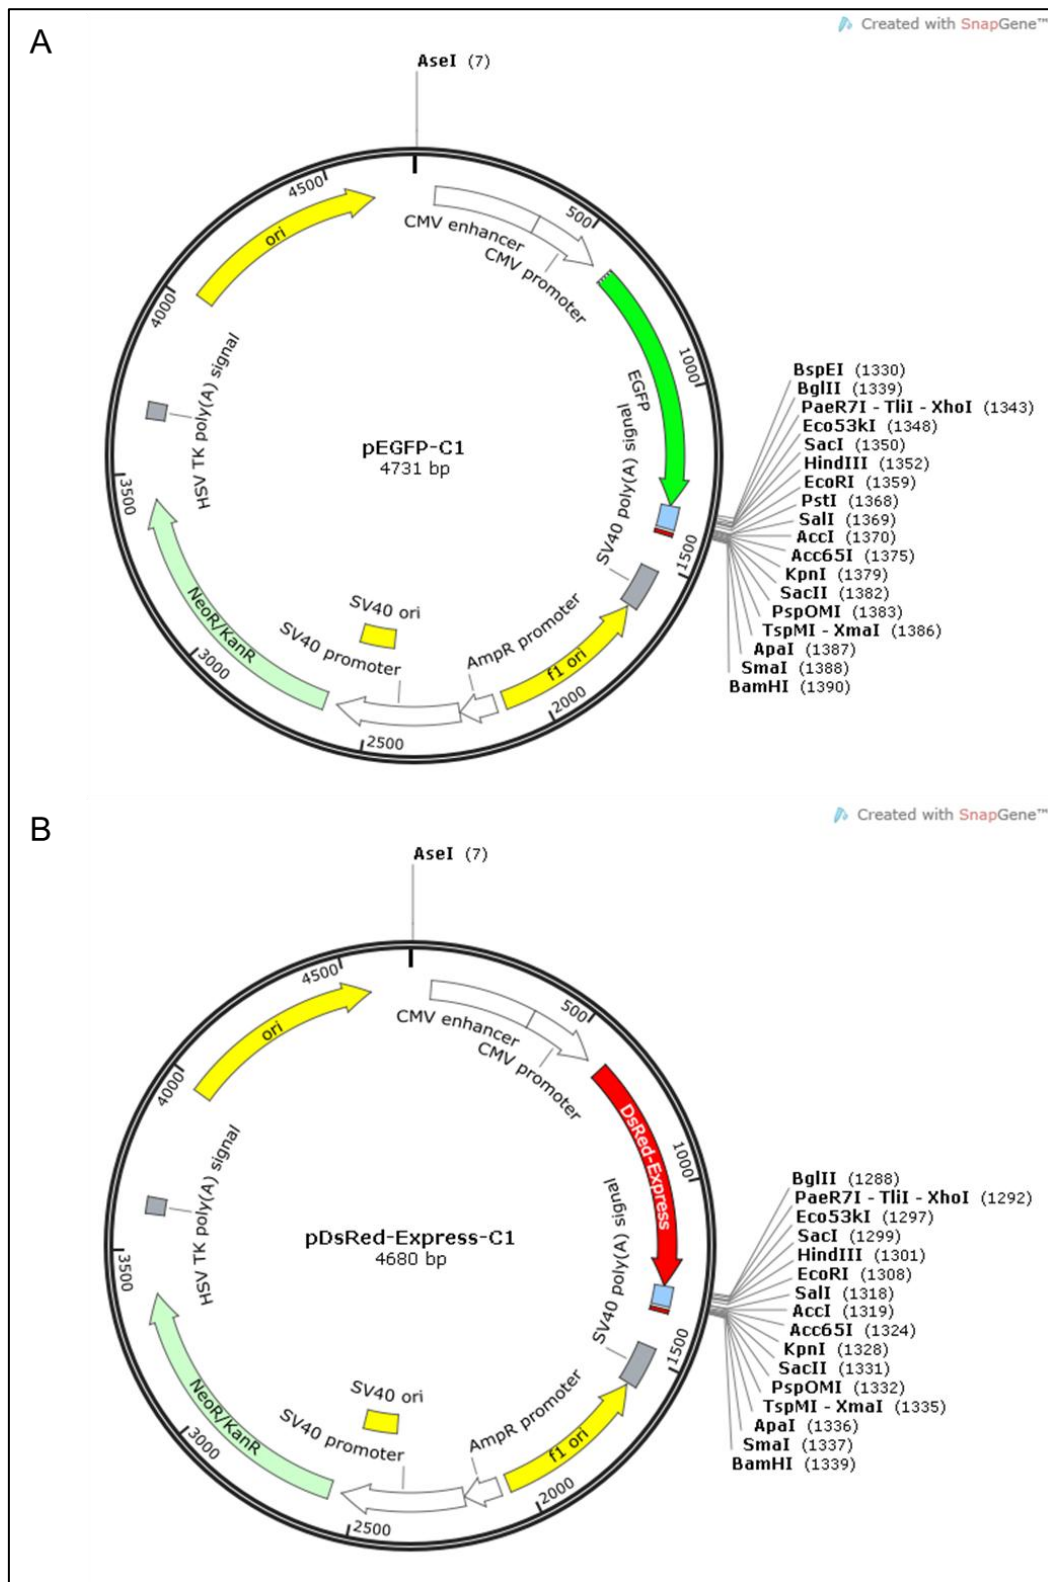 A
Created with SnapGene™
AseI (7)
4500
500
ori
CMV enhancer
CMV promoter
4000
1000
EGFP
HSV TK poly(A) signal
SV40 poly(A) signal
pEGFP-C1
4731 bp
BspEI (1330)
BglII (1339)
PaeR7I - TliI - XhoI (1343)
Eco53kI (1348)
SacI (1350)
HindIII (1352)
EcoRI (1359)
PstI (1368)
SalI (1369)
AccI (1370)
Acc65I (1375)
KpnI (1379)
SacII (1382)
PspOMI (1383)
TspMI - XmaI (1386)
ApaI (1387)
SmaI (1388)
BamHI (1390)
3500
1500
NeoR/KanR
SV40 ori
SV40 promoter
AmpR promoter
f1 ori
3000
2000
2500
B
Created with SnapGene™
AseI (7)
4500
500
ori
CMV enhancer
CMV promoter
4000
1000
DsRed-Express
HSV TK poly(A) signal
SV40 poly(A) signal
pDsRed-Express-C1
4680 bp
BglII (1288)
PaeR7I - TliI - XhoI (1292)
Eco53kI (1297)
SacI (1299)
HindIII (1301)
EcoRI (1308)
SalI (1318)
AccI (1319)
Acc65I (1324)
KpnI (1328)
SacII (1331)
PspOMI (1332)
TspMI - XmaI (1335)
ApaI (1336)
SmaI (1337)
BamHI (1339)
3500
1500
NeoR/KanR
SV40 ori
SV40 promoter
AmpR promoter
f1 ori
3000
2000
2500